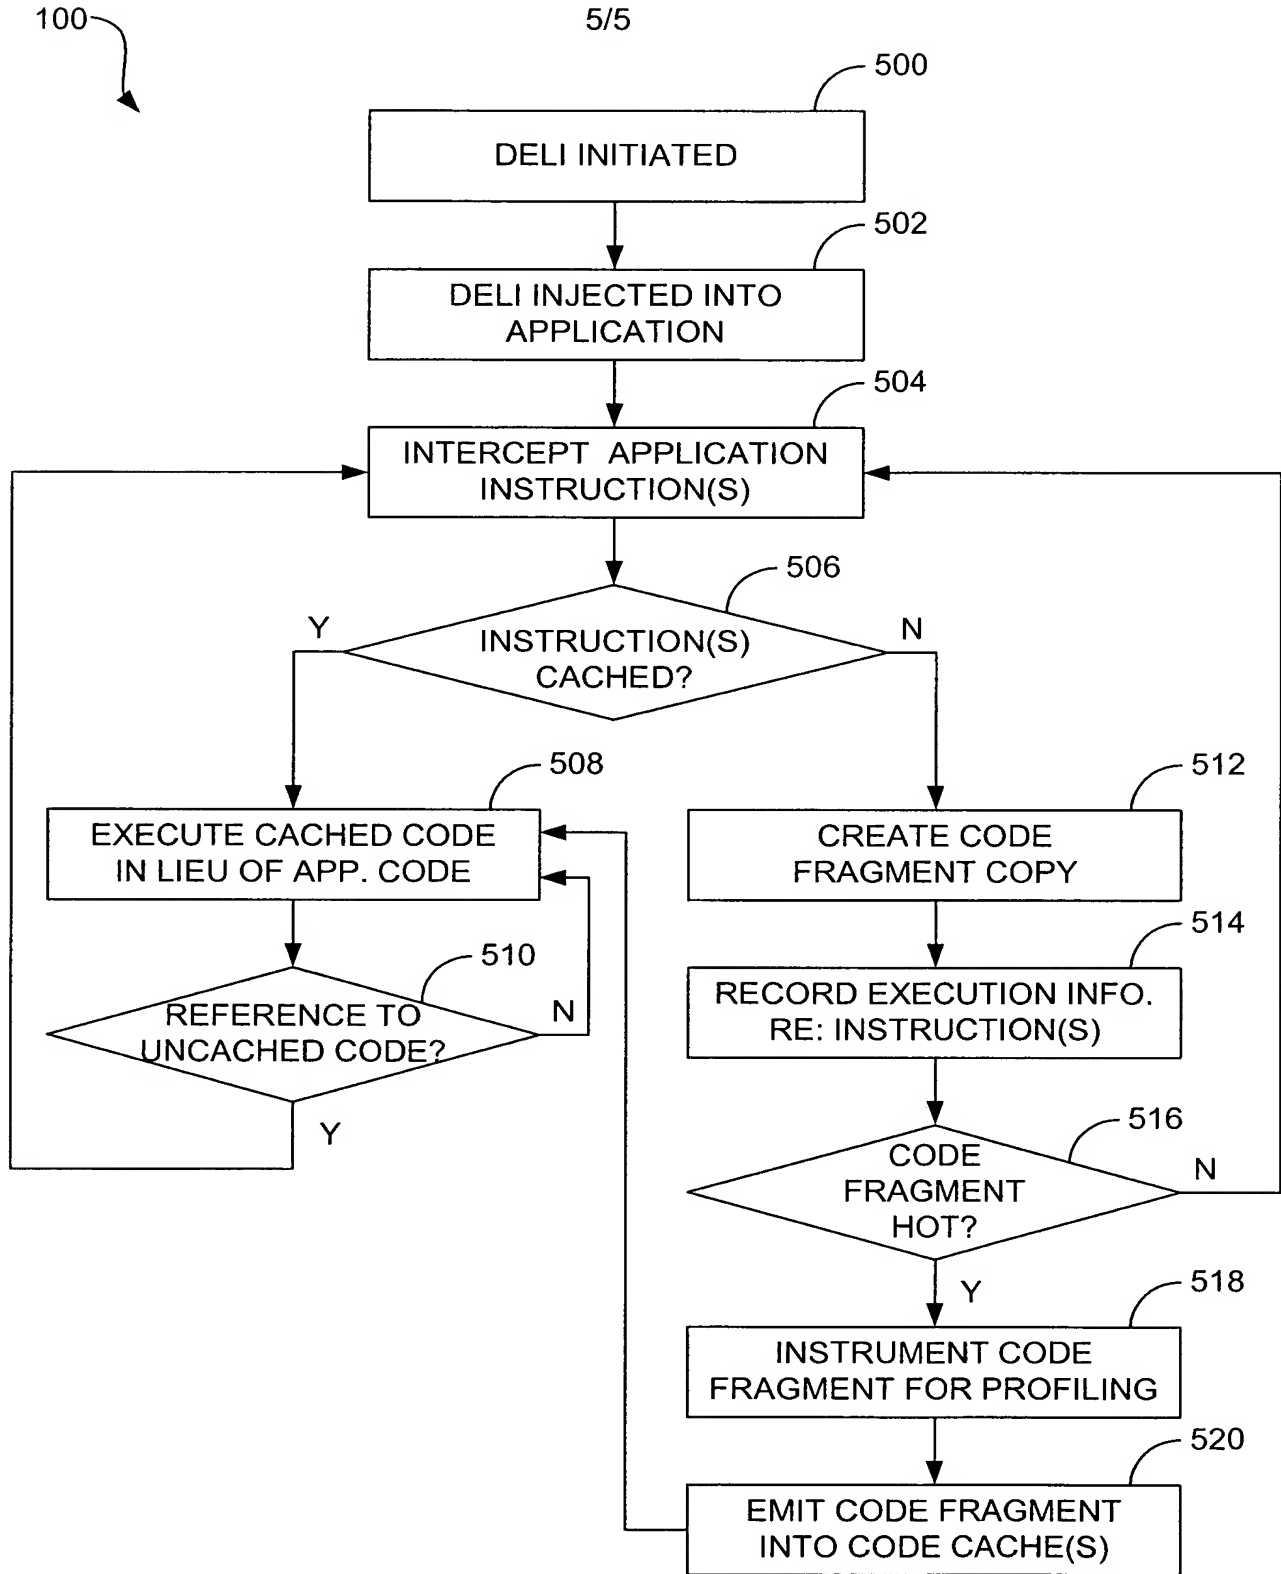 100
5/5
500
DELI INITIATED
502
DELI INJECTED INTO
APPLICATION
504
INTERCEPT APPLICATION
INSTRUCTION(S)
506
Y
INSTRUCTION(S)
CACHED?
N
508
EXECUTE CACHED CODE
IN LIEU OF APP. CODE
510
REFERENCE TO
UNCACHED CODE?
N
Y
512
CREATE CODE
FRAGMENT COPY
514
RECORD EXECUTION INFO.
RE: INSTRUCTION(S)
516
CODE
FRAGMENT
HOT?
N
Y
518
INSTRUMENT CODE
FRAGMENT FOR PROFILING
520
EMIT CODE FRAGMENT
INTO CODE CACHE(S)